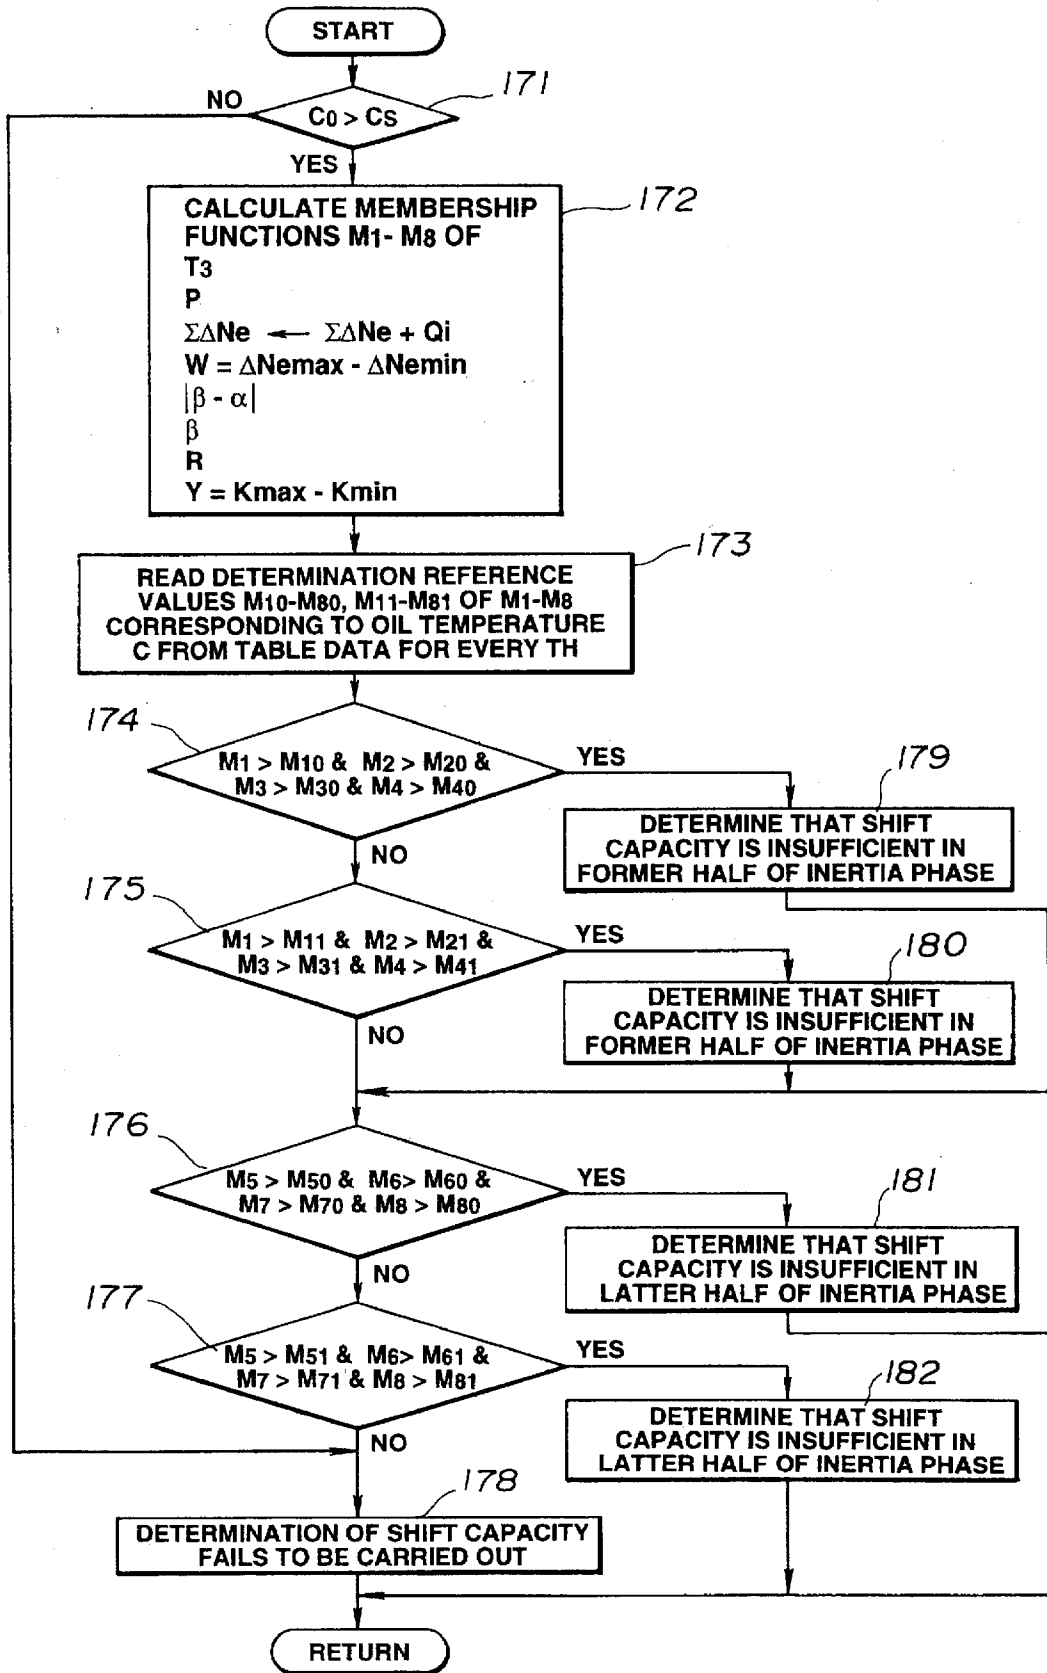 START
171
NO
C0 > CS
YES
172
CALCULATE MEMBERSHIP
FUNCTIONS M1- M8 OF
T3
P
ΣΔNe ← ΣΔNe + Qi
W = ΔNemax - ΔNemin
|β - α|
β
R
Y = Kmax - Kmin
173
READ DETERMINATION REFERENCE
VALUES M10-M80, M11-M81 OF M1-M8
CORRESPONDING TO OIL TEMPERATURE
C FROM TABLE DATA FOR EVERY TH
174
M1 > M10 & M2 > M20 &
M3 > M30 & M4 > M40
YES
179
DETERMINE THAT SHIFT
CAPACITY IS INSUFFICIENT IN
FORMER HALF OF INERTIA PHASE
NO
175
M1 > M11 & M2 > M21 &
M3 > M31 & M4 > M41
YES
180
DETERMINE THAT SHIFT
CAPACITY IS INSUFFICIENT IN
FORMER HALF OF INERTIA PHASE
NO
176
M5 > M50 & M6> M60 &
M7 > M70 & M8 > M80
YES
181
DETERMINE THAT SHIFT
CAPACITY IS INSUFFICIENT IN
LATTER HALF OF INERTIA PHASE
NO
177
M5 > M51 & M6> M61 &
M7 > M71 & M8 > M81
YES
182
DETERMINE THAT SHIFT
CAPACITY IS INSUFFICIENT IN
LATTER HALF OF INERTIA PHASE
NO
178
DETERMINATION OF SHIFT CAPACITY
FAILS TO BE CARRIED OUT
RETURN